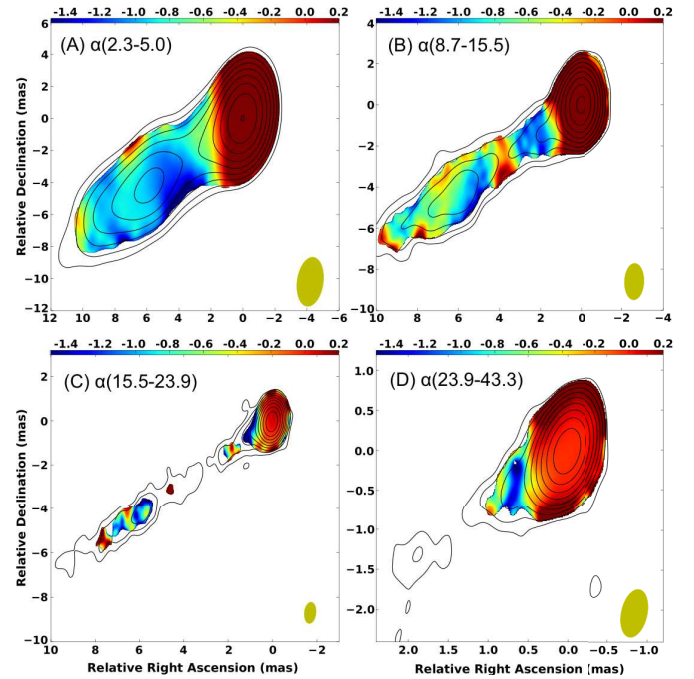 −1.4 −1.2 −1.0 −0.8 −0.6 −0.4 −0.2 0.0 0.2
(A) α(2.3-5.0)
Relative Declination (mas)
6
4
2
0
−2
−4
−6
−8
−10
−12
12 10 8 6 4 2 0 −2 −4 −6
−1.4 −1.2 −1.0 −0.8 −0.6 −0.4 −0.2 0.0 0.2
(B) α(8.7-15.5)
4
2
0
−2
−4
−6
−8
−10
10 8 6 4 2 0 −2 −4
−1.4 −1.2 −1.0 −0.8 −0.6 −0.4 −0.2 0.0 0.2
(C) α(15.5-23.9)
Relative Declination (mas)
2
0
−2
−4
−6
−8
−10
10 8 6 4 2 0 −2
Relative Right Ascension (mas)
−1.4 −1.2 −1.0 −0.8 −0.6 −0.4 −0.2 0.0 0.2
(D) α(23.9-43.3)
1.0
0.5
0.0
−0.5
−1.0
−1.5
−2.0
2.0 1.5 1.0 0.5 0.0 −0.5 −1.0
Relative Right Ascension (mas)